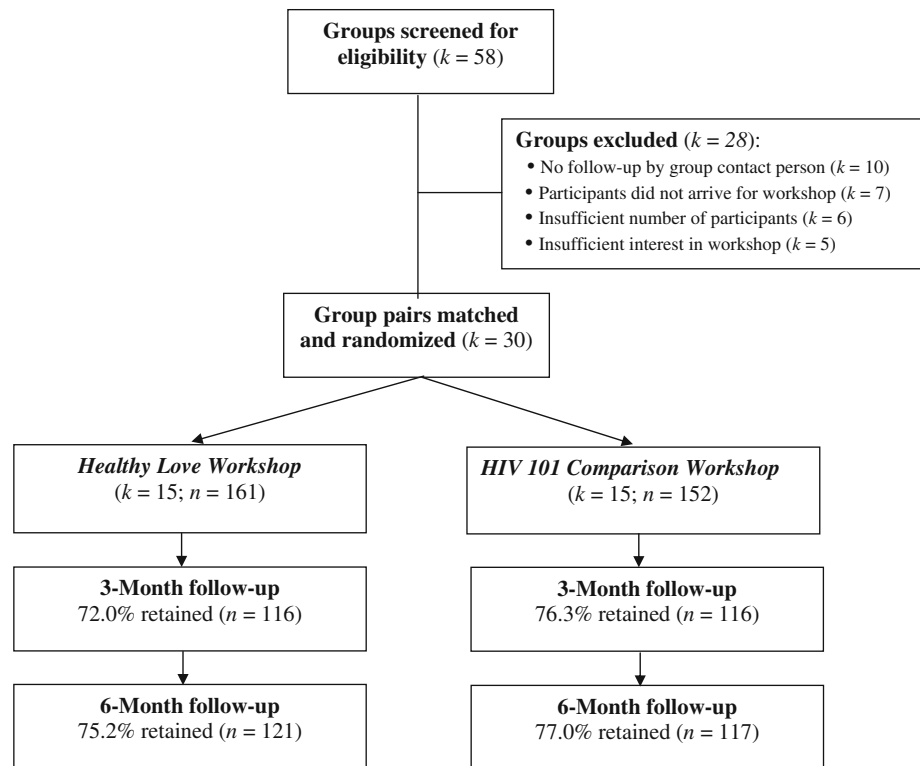 Groups screened for
eligibility (k = 58)
Groups excluded (k = 28):
• No follow-up by group contact person (k = 10)
• Participants did not arrive for workshop (k = 7)
• Insufficient number of participants (k = 6)
• Insufficient interest in workshop (k = 5)
Group pairs matched
and randomized (k = 30)
Healthy Love Workshop
(k = 15; n = 161)
HIV 101 Comparison Workshop
(k = 15; n = 152)
3-Month follow-up
72.0% retained (n = 116)
3-Month follow-up
76.3% retained (n = 116)
6-Month follow-up
75.2% retained (n = 121)
6-Month follow-up
77.0% retained (n = 117)